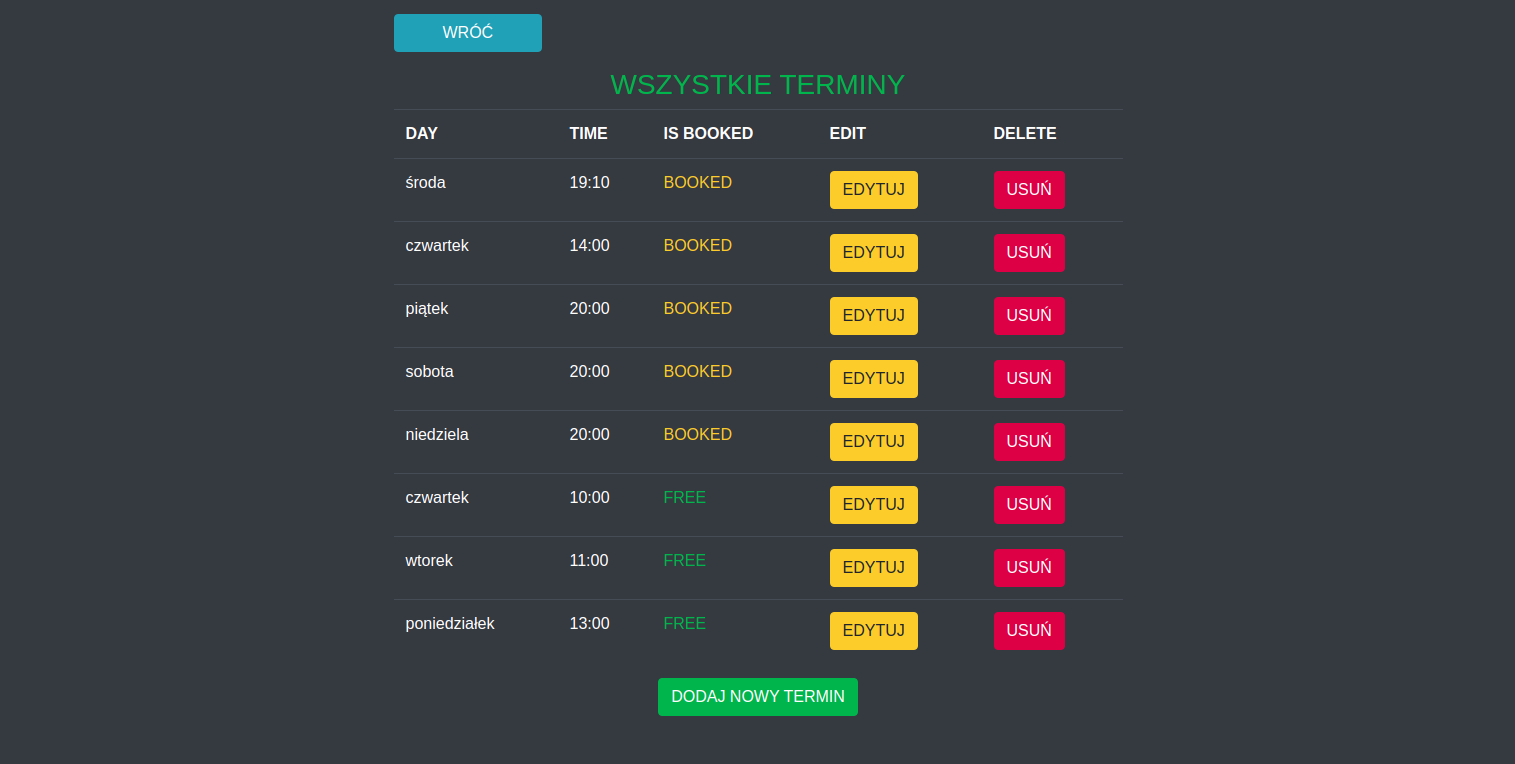 WRÓĆ
WSZYSTKIE TERMINY
DAY TIME IS BOOKED EDIT DELETE
środa 19:10 BOOKED EDYTUJ USUŃ
czwartek 14:00 BOOKED EDYTUJ USUŃ
piątek 20:00 BOOKED EDYTUJ USUŃ
sobota 20:00 BOOKED EDYTUJ USUŃ
niedziela 20:00 BOOKED EDYTUJ USUŃ
czwartek 10:00 FREE EDYTUJ USUŃ
wtorek 11:00 FREE EDYTUJ USUŃ
poniedziałek 13:00 FREE EDYTUJ USUŃ
DODAJ NOWY TERMIN